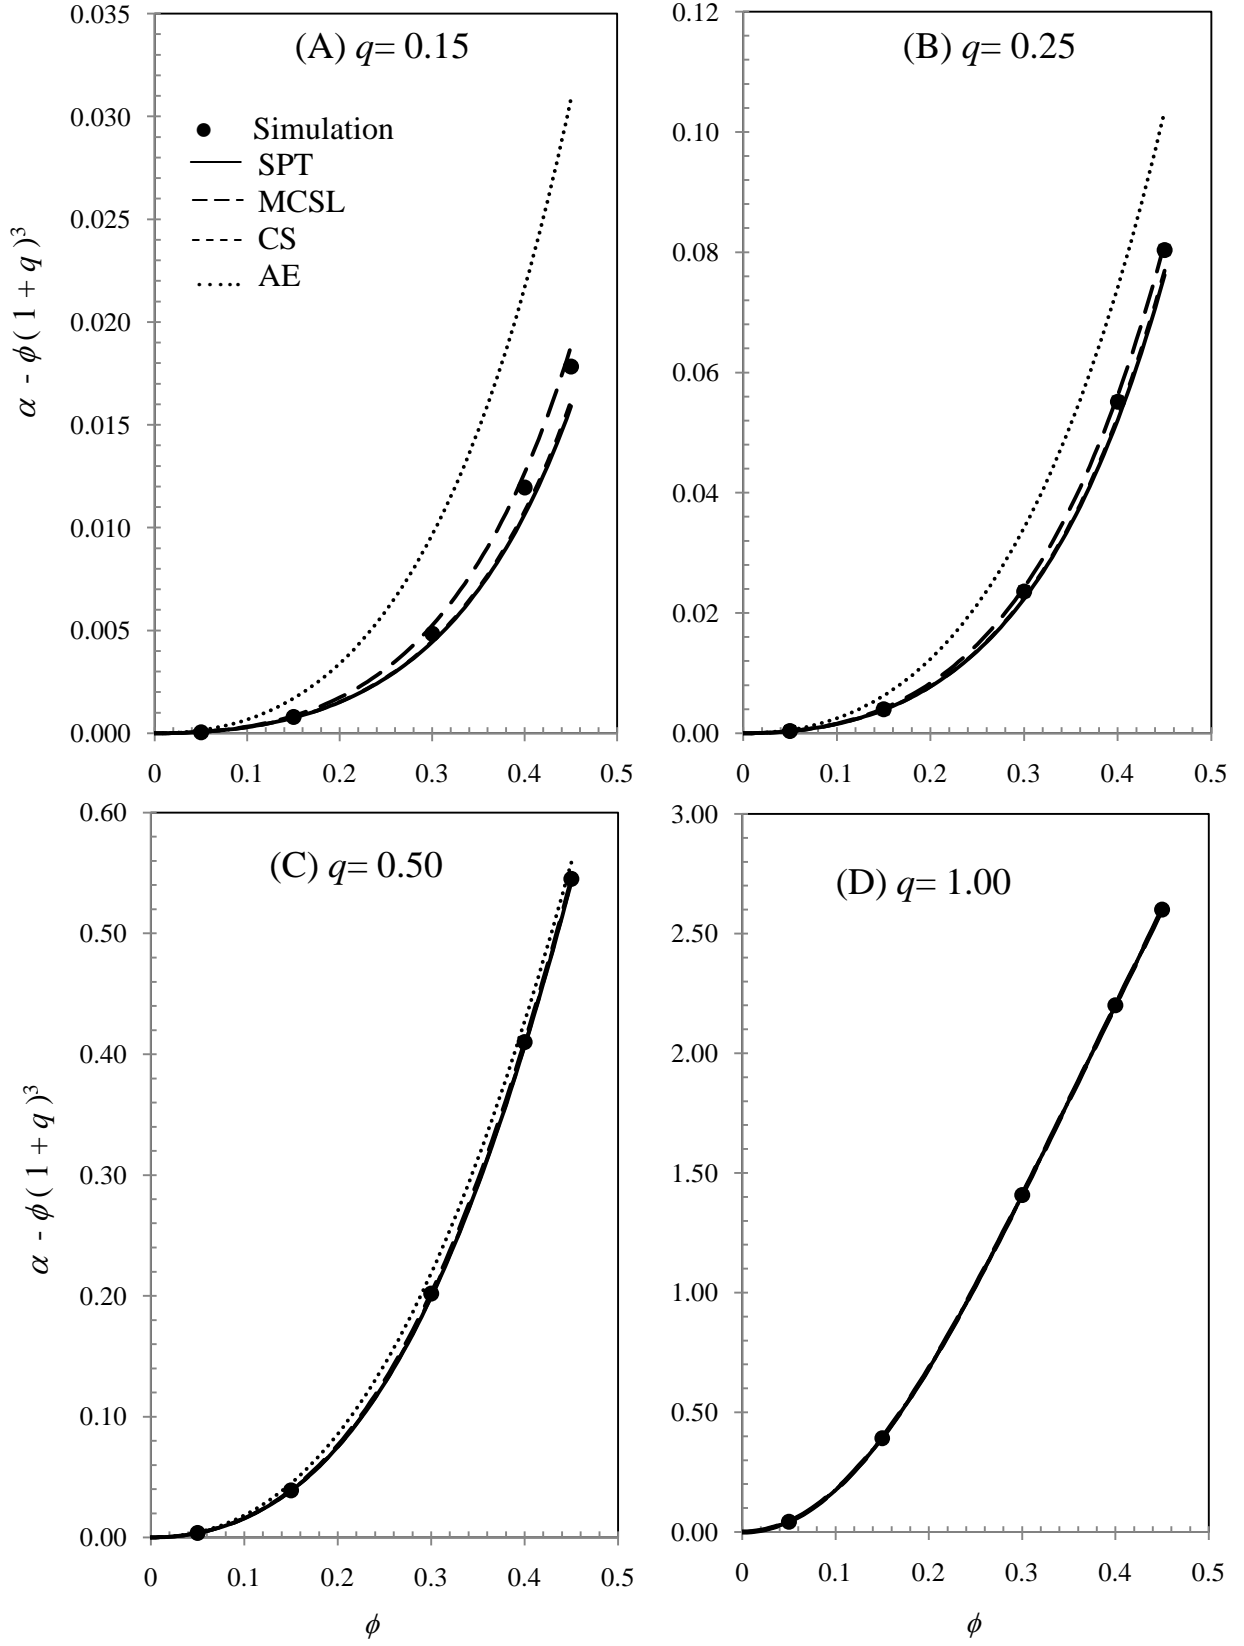 (A) q= 0.15
0.035
0.030
0.025
0.020
0.015
0.010
0.005
0.000
α - ϕ ( 1 + q )³
Simulation
SPT
MCSL
CS
AE
0 0.1 0.2 0.3 0.4 0.5
(B) q= 0.25
0.12
0.10
0.08
0.06
0.04
0.02
0.00
0 0.1 0.2 0.3 0.4 0.5
(C) q= 0.50
0.60
0.50
0.40
0.30
0.20
0.10
0.00
α - ϕ ( 1 + q )³
0 0.1 0.2 0.3 0.4 0.5
ϕ
(D) q= 1.00
3.00
2.50
2.00
1.50
1.00
0.50
0.00
0 0.1 0.2 0.3 0.4 0.5
ϕ